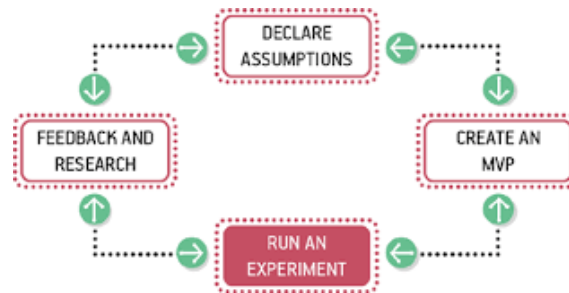 DECLARE
ASSUMPTIONS
FEEDBACK AND
RESEARCH
CREATE AN
MVP
RUN AN
EXPERIMENT